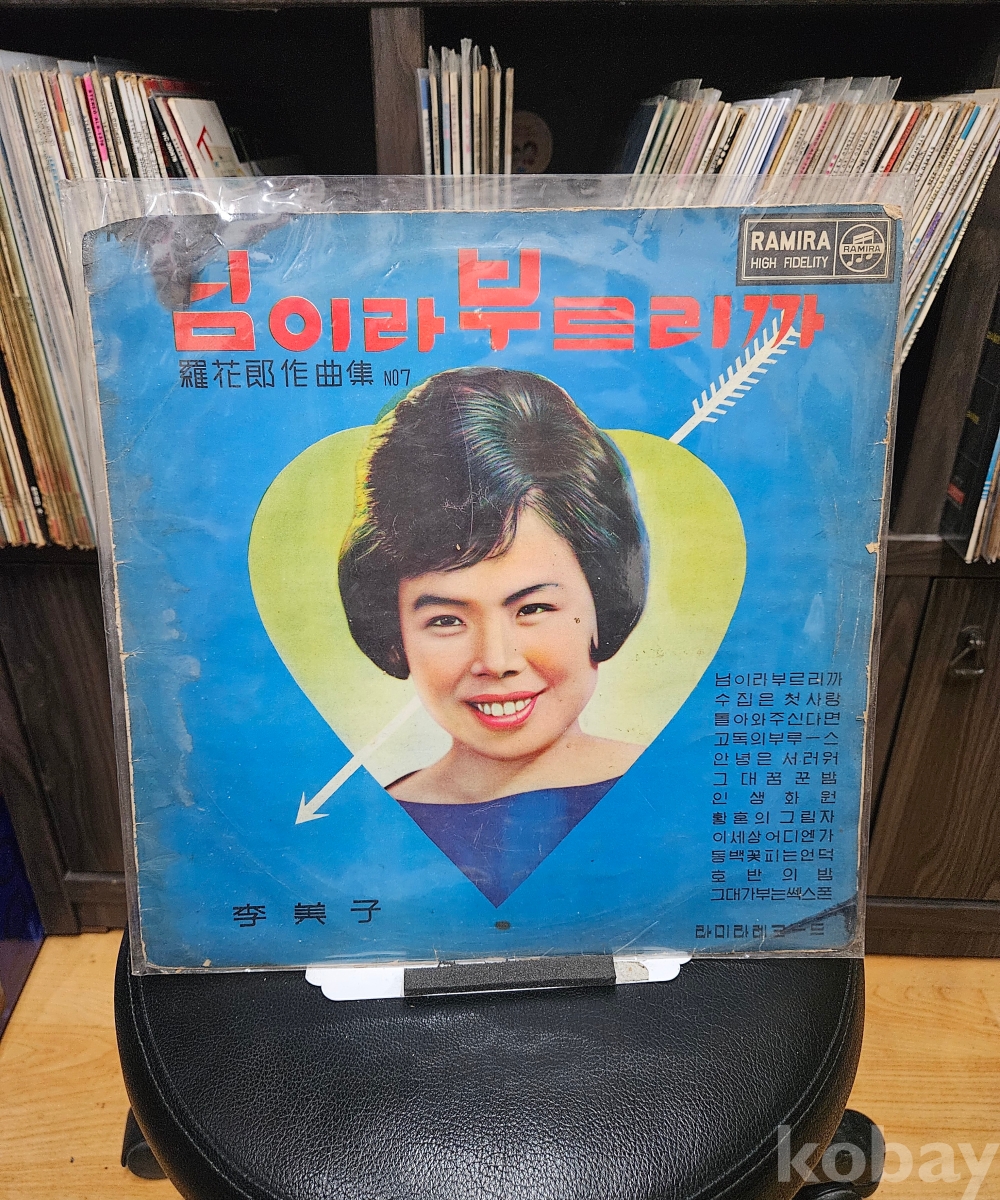 RAMIRA
HIGH FIDELITY
RAMIRA
님이라 부르리까
羅花郎作曲集 NO7
님이라부르리까
수집은 첫사랑
돌아와주신다면
고독의부루ー스
안녕은 서러워
그대꿈꾼밤
인생화원
황혼의 그림자
이세상어디엔가
동백꽃피는언덕
호반의밤
그대가부는쌕스폰
李美子
라미라레코ー드
kobay